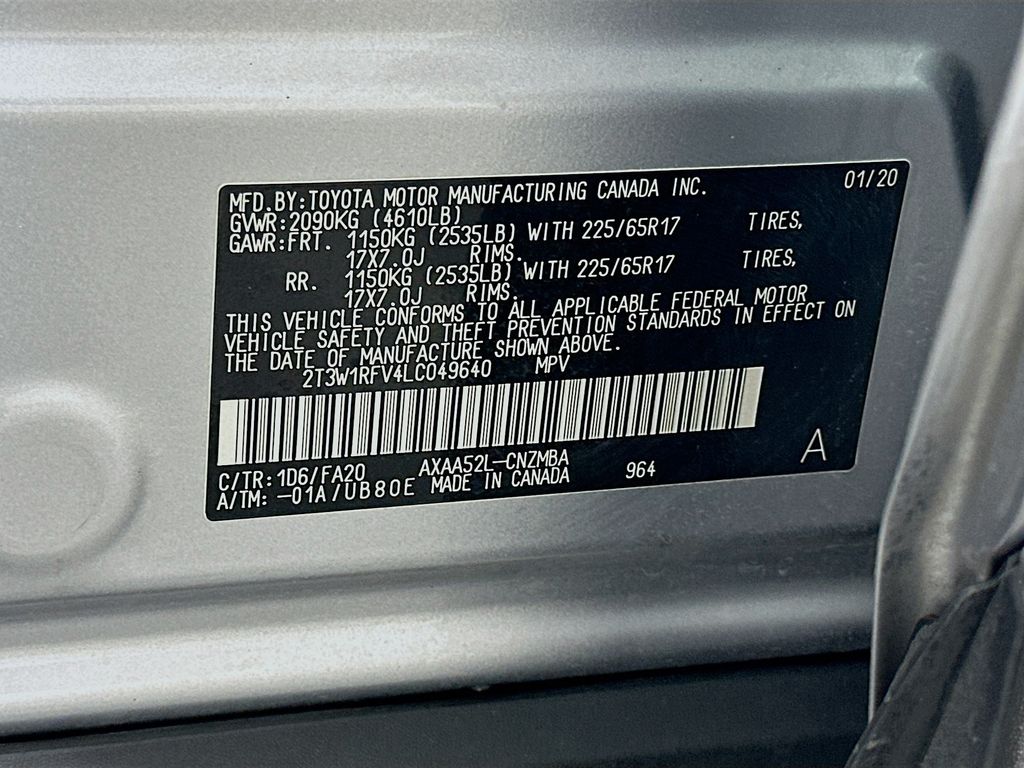 MFD.BY:TOYOTA MOTOR MANUFACTURING CANADA INC. 01/20
GVWR:2090KG (4610LB)
GAWR:FRT. 1150KG (2535LB) WITH 225/65R17 TIRES,
17X7.0J RIMS.
RR. 1150KG (2535LB) WITH 225/65R17 TIRES,
17X7.0J RIMS.
THIS VEHICLE CONFORMS TO ALL APPLICABLE FEDERAL MOTOR
VEHICLE SAFETY AND THEFT PREVENTION STANDARDS IN EFFECT ON
THE DATE OF MANUFACTURE SHOWN ABOVE.
2T3W1RFV4LC049640 MPV
C/TR:1D6/FA20 AXAA52L-CNZMBA 964 A
A/TM: -01A/UB80E MADE IN CANADA